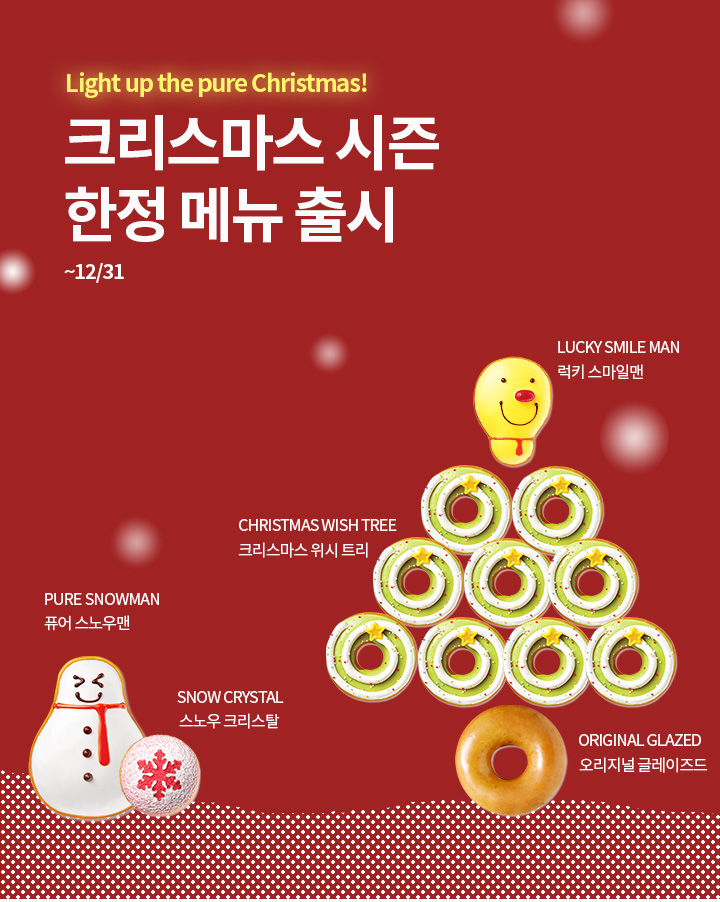 Light up the pure Christmas!
크리스마스 시즌
한정 메뉴 출시
~12/31
LUCKY SMILE MAN
럭키 스마일맨
CHRISTMAS WISH TREE
크리스마스 위시 트리
PURE SNOWMAN
퓨어 스노우맨
SNOW CRYSTAL
스노우 크리스탈
ORIGINAL GLAZED
오리지널 글레이즈드